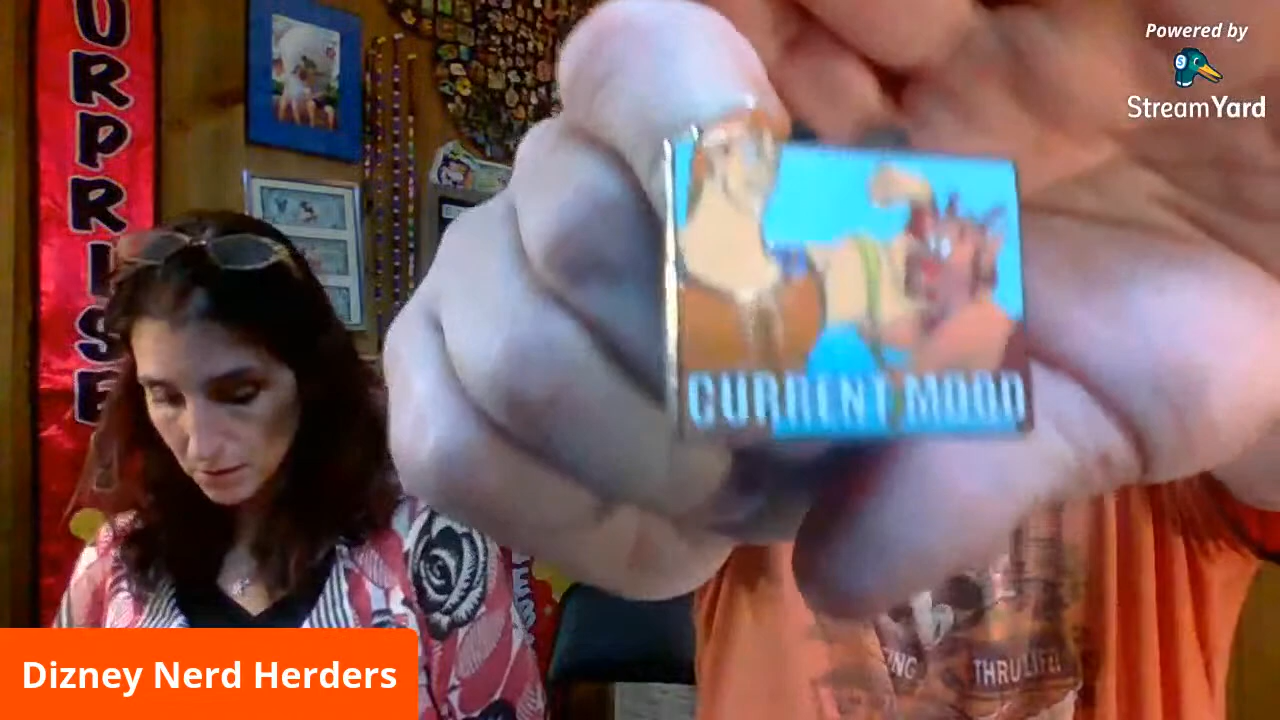 URPRISE
Powered by
StreamYard
CURRENT MOOD
THRU LIFE!
Dizney Nerd Herders